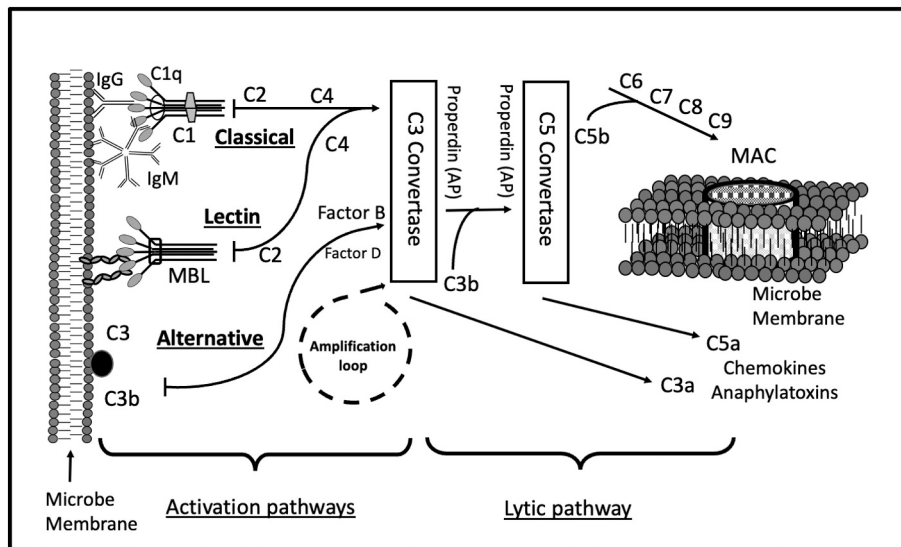 IgG
C1q
C2
C4
C1
Classical
C4
IgM
Lectin
C2
MBL
Factor B
Factor D
C3
Alternative
C3b
Amplification
loop
C3 Convertase
Properdin (AP)
C3b
Properdin (AP)
C5 Convertase
C5b
C6
C7
C8
C9
MAC
Microbe
Membrane
C5a
Chemokines
C3a
Anaphylatoxins
Microbe
Membrane
Activation pathways
Lytic pathway